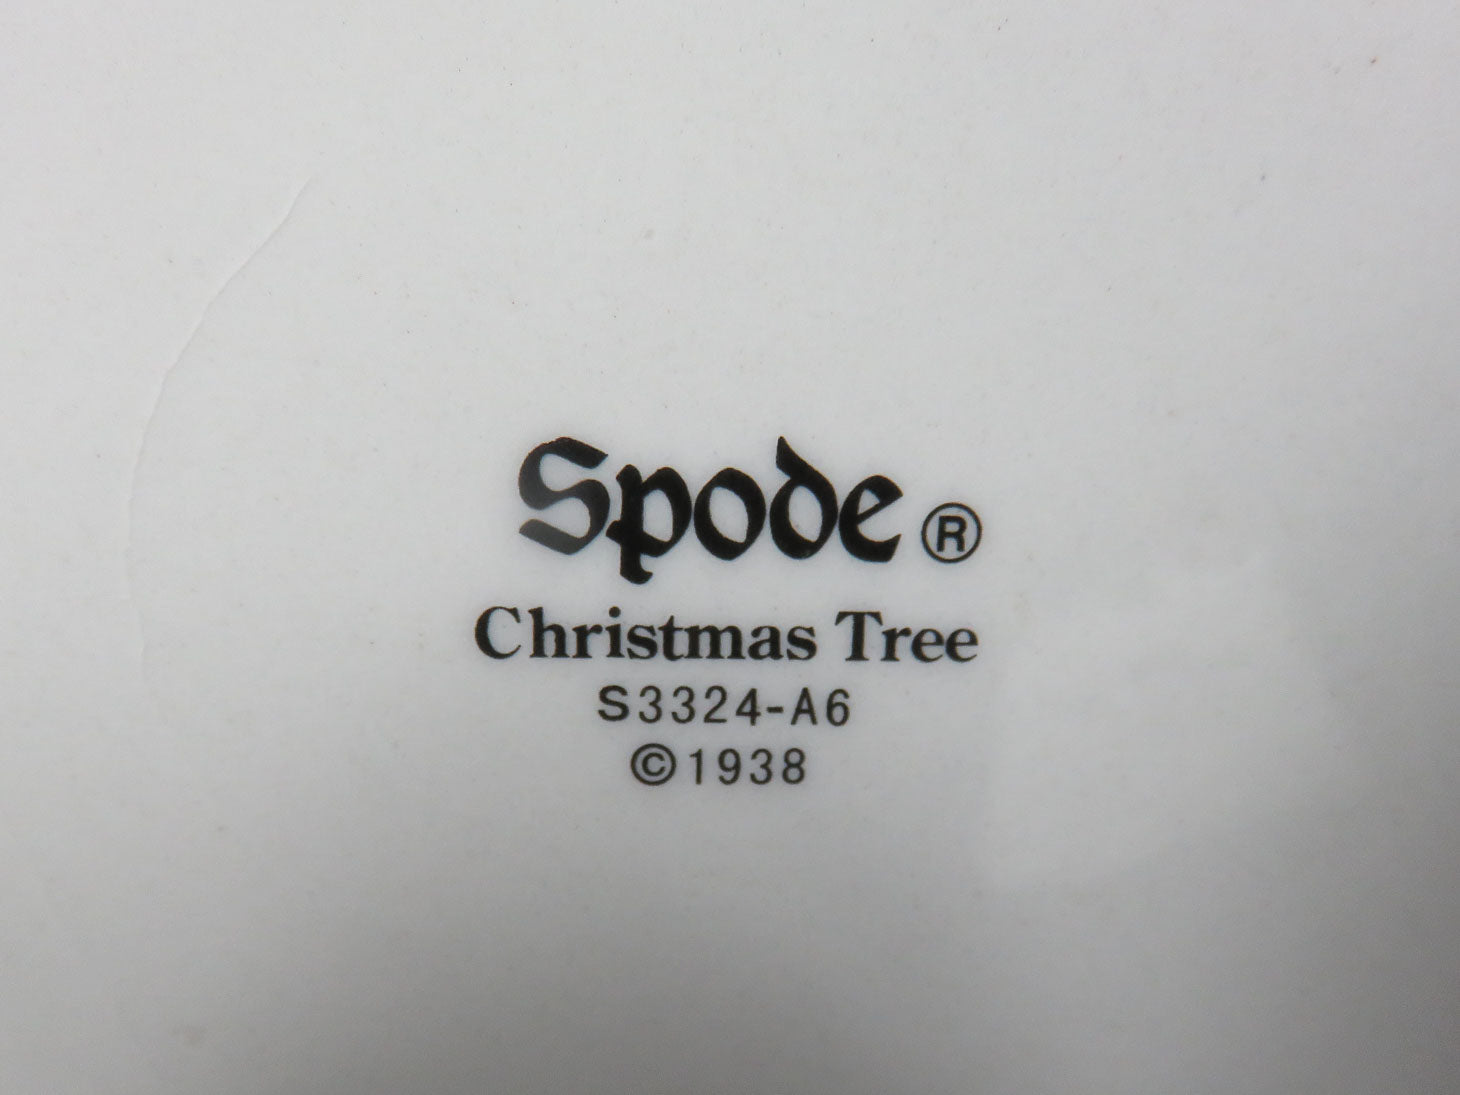 Spode ®
Christmas Tree
S3324-A6
©1938